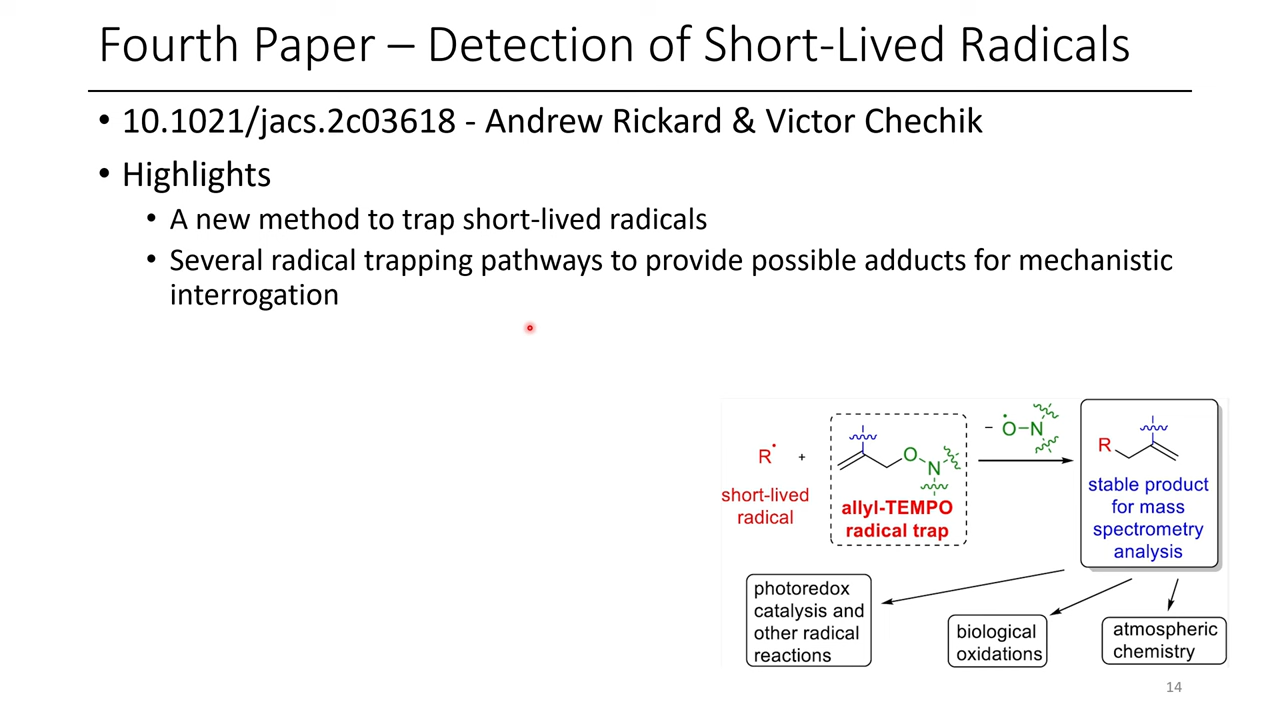 Fourth Paper – Detection of Short-Lived Radicals
• 10.1021/jacs.2c03618 - Andrew Rickard & Victor Chechik
• Highlights
• A new method to trap short-lived radicals
• Several radical trapping pathways to provide possible adducts for mechanistic
interrogation
R•
+
short-lived
radical
O
N
allyl-TEMPO
radical trap
– •O–N
R
stable product
for mass
spectrometry
analysis
photoredox
catalysis and
other radical
reactions
biological
oxidations
atmospheric
chemistry
14